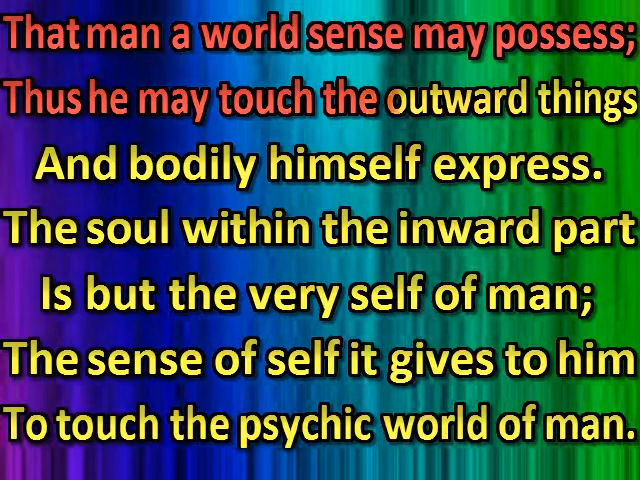 That man a world sense may possess;
Thus he may touch the outward things
And bodily himself express.
The soul within the inward part
Is but the very self of man;
The sense of self it gives to him
To touch the psychic world of man.